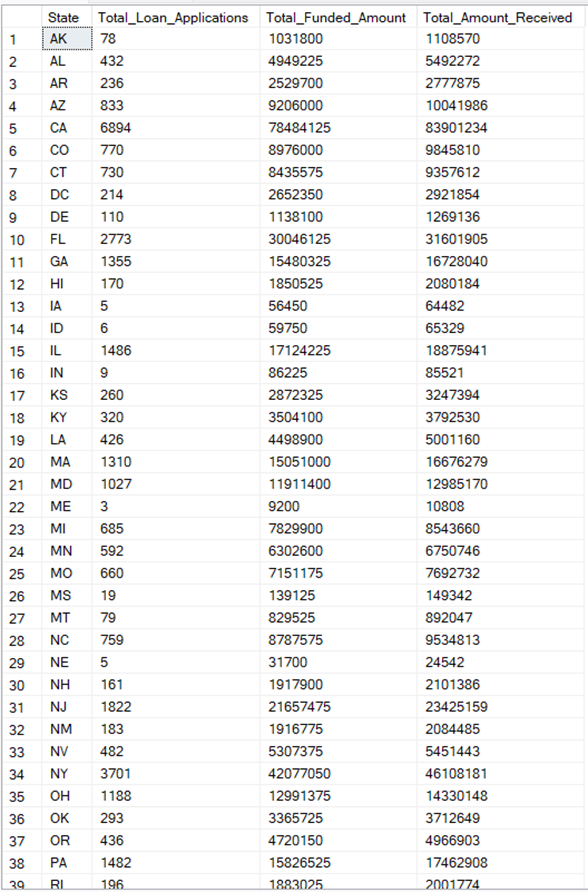 State Total_Loan_Applications Total_Funded_Amount Total_Amount_Received
1 AK 78 1031800 1108570
2 AL 432 4949225 5492272
3 AR 236 2529700 2777875
4 AZ 833 9206000 10041986
5 CA 6894 78484125 83901234
6 CO 770 8976000 9845810
7 CT 730 8435575 9357612
8 DC 214 2652350 2921854
9 DE 110 1138100 1269136
10 FL 2773 30046125 31601905
11 GA 1355 15480325 16728040
12 HI 170 1850525 2080184
13 IA 5 56450 64482
14 ID 6 59750 65329
15 IL 1486 17124225 18875941
16 IN 9 86225 85521
17 KS 260 2872325 3247394
18 KY 320 3504100 3792530
19 LA 426 4498900 5001160
20 MA 1310 15051000 16676279
21 MD 1027 11911400 12985170
22 ME 3 9200 10808
23 MI 685 7829900 8543660
24 MN 592 6302600 6750746
25 MO 660 7151175 7692732
26 MS 19 139125 149342
27 MT 79 829525 892047
28 NC 759 8787575 9534813
29 NE 5 31700 24542
30 NH 161 1917900 2101386
31 NJ 1822 21657475 23425159
32 NM 183 1916775 2084485
33 NV 482 5307375 5451443
34 NY 3701 42077050 46108181
35 OH 1188 12991375 14330148
36 OK 293 3365725 3712649
37 OR 436 4720150 4966903
38 PA 1482 15826525 17462908
39 RI 196 1883025 2001774